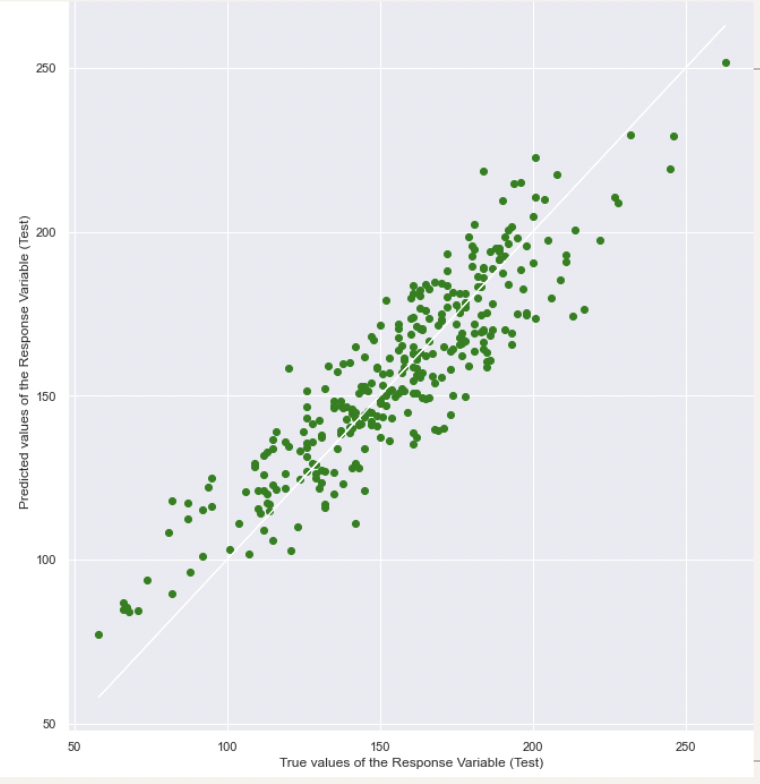 250
200
150
100
50
Predicted values of the Response Variable (Test)
50 100 150 200 250
True values of the Response Variable (Test)